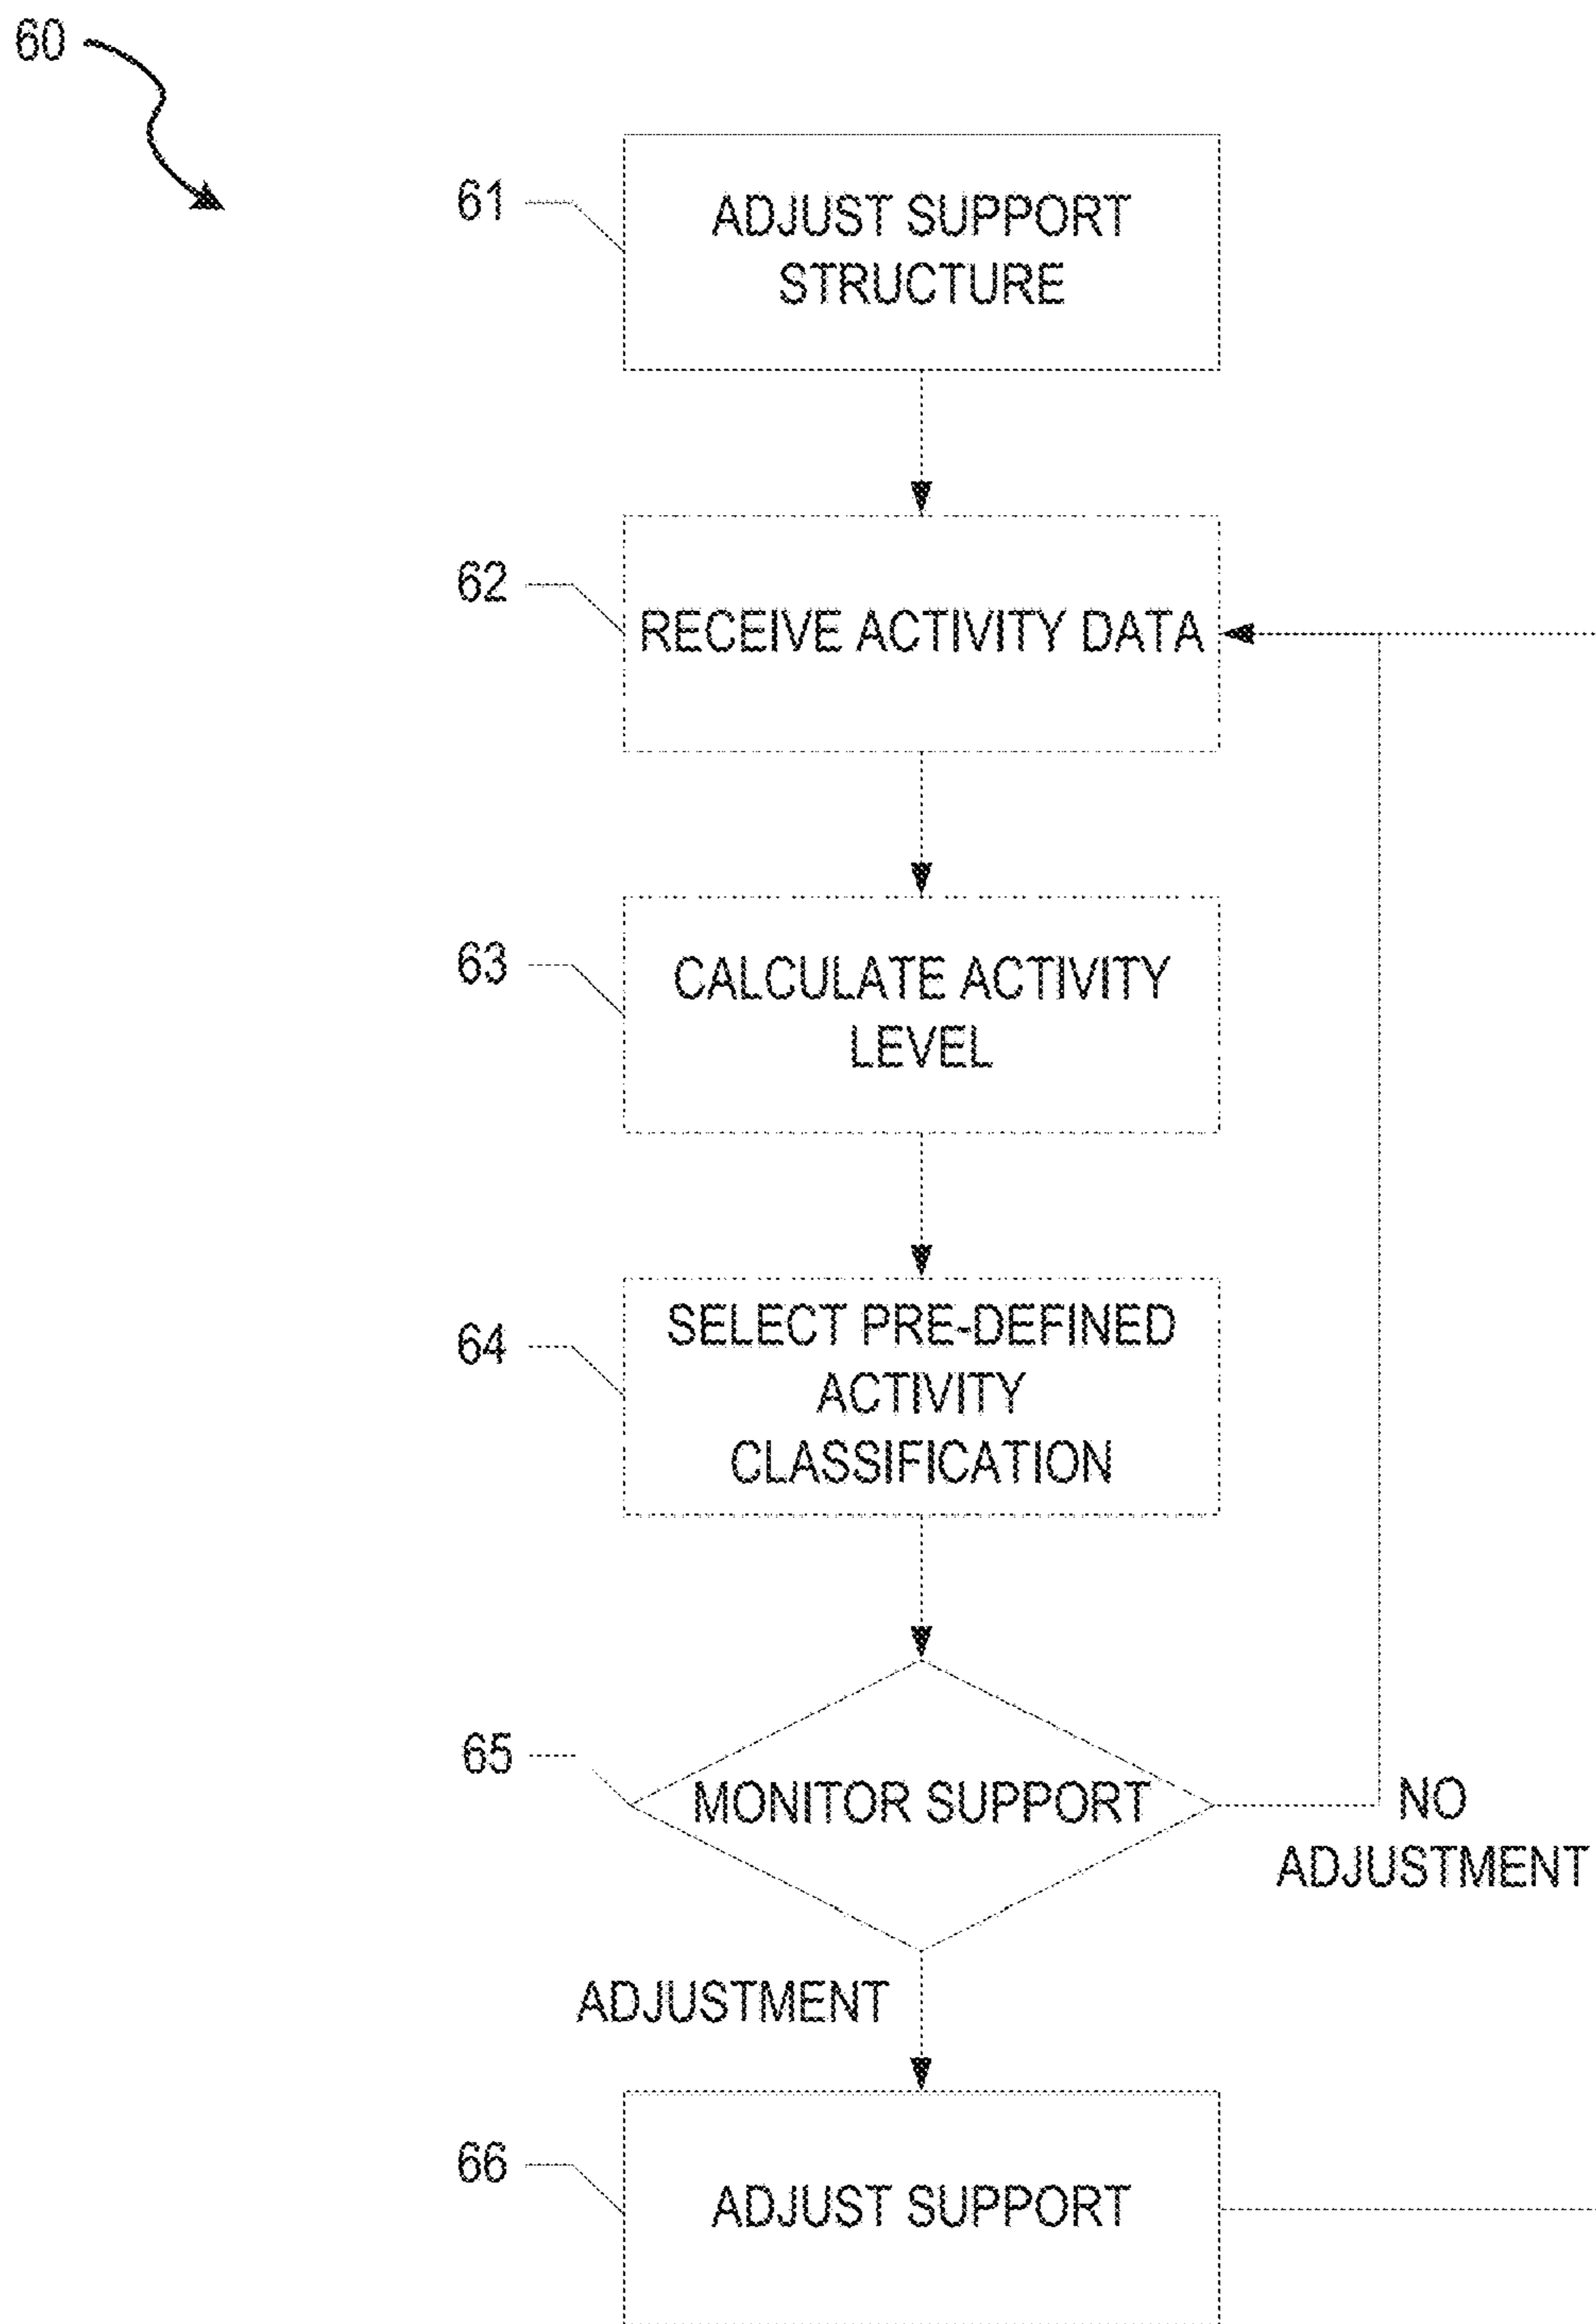 60
61
ADJUST SUPPORT
STRUCTURE
62
RECEIVE ACTIVITY DATA
63
CALCULATE ACTIVITY
LEVEL
64
SELECT PRE-DEFINED
ACTIVITY
CLASSIFICATION
65
MONITOR SUPPORT
NO
ADJUSTMENT
ADJUSTMENT
66
ADJUST SUPPORT